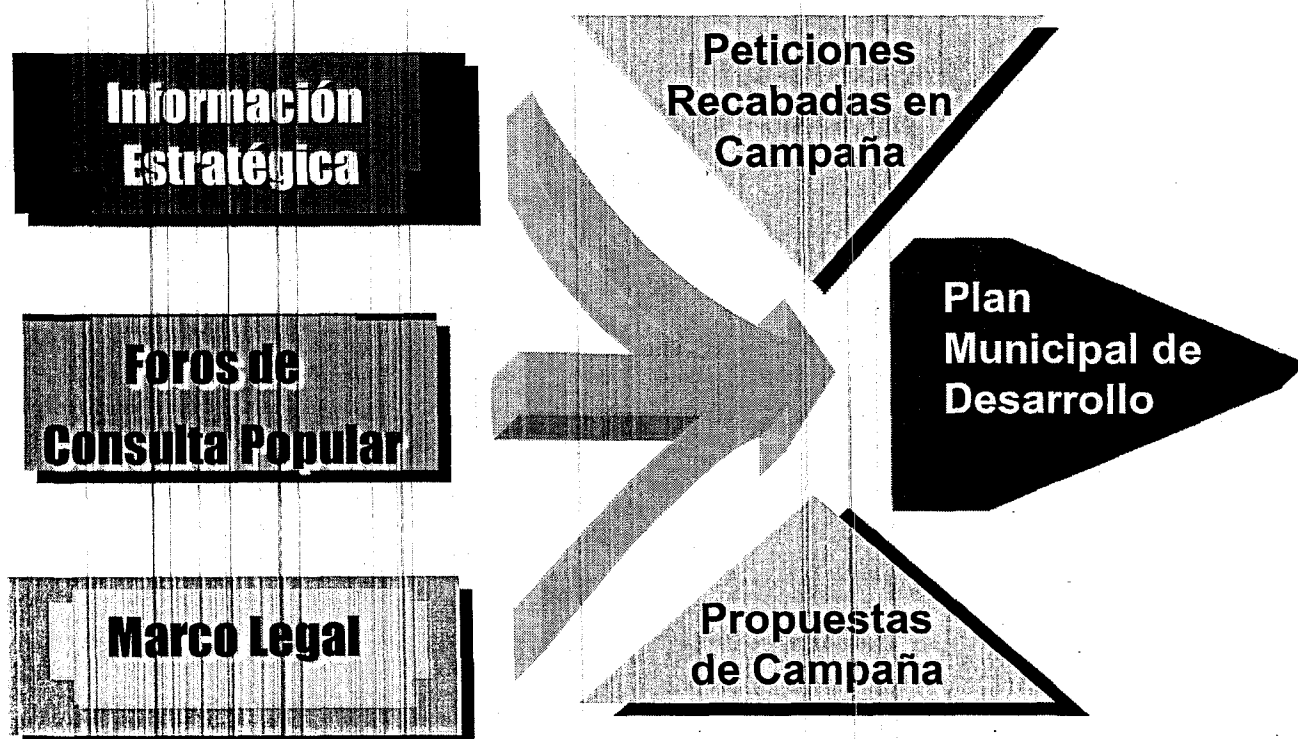 Información
Estratégica
Foros de
Consulta Popular
Marco Legal
Peticiones
Recabadas en
Campaña
Plan
Municipal de
Desarrollo
Propuestas
de Campaña